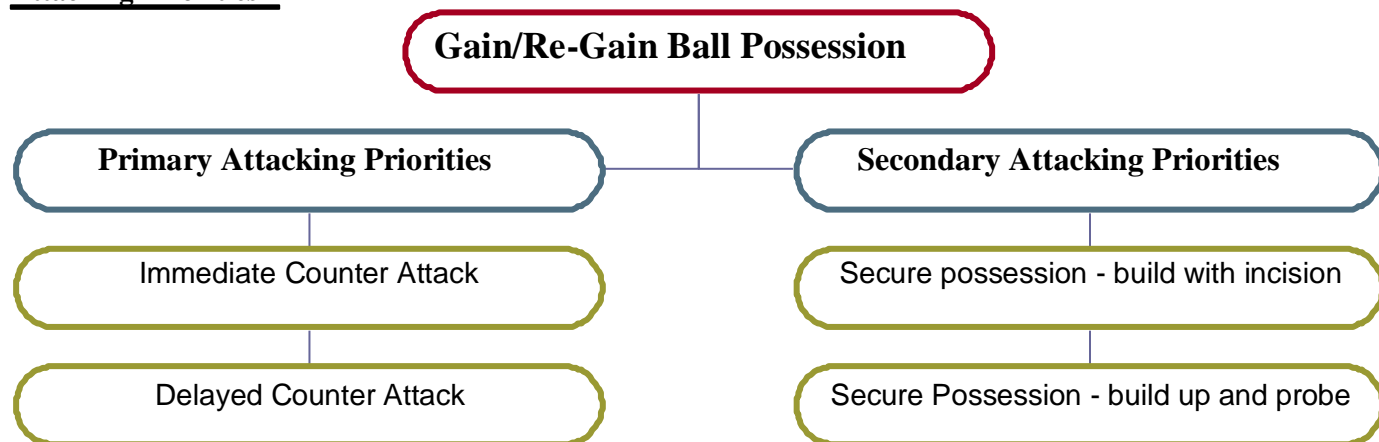 Gain/Re-Gain Ball Possession
Primary Attacking Priorities
Secondary Attacking Priorities
Immediate Counter Attack
Secure possession - build with incision
Delayed Counter Attack
Secure Possession - build up and probe